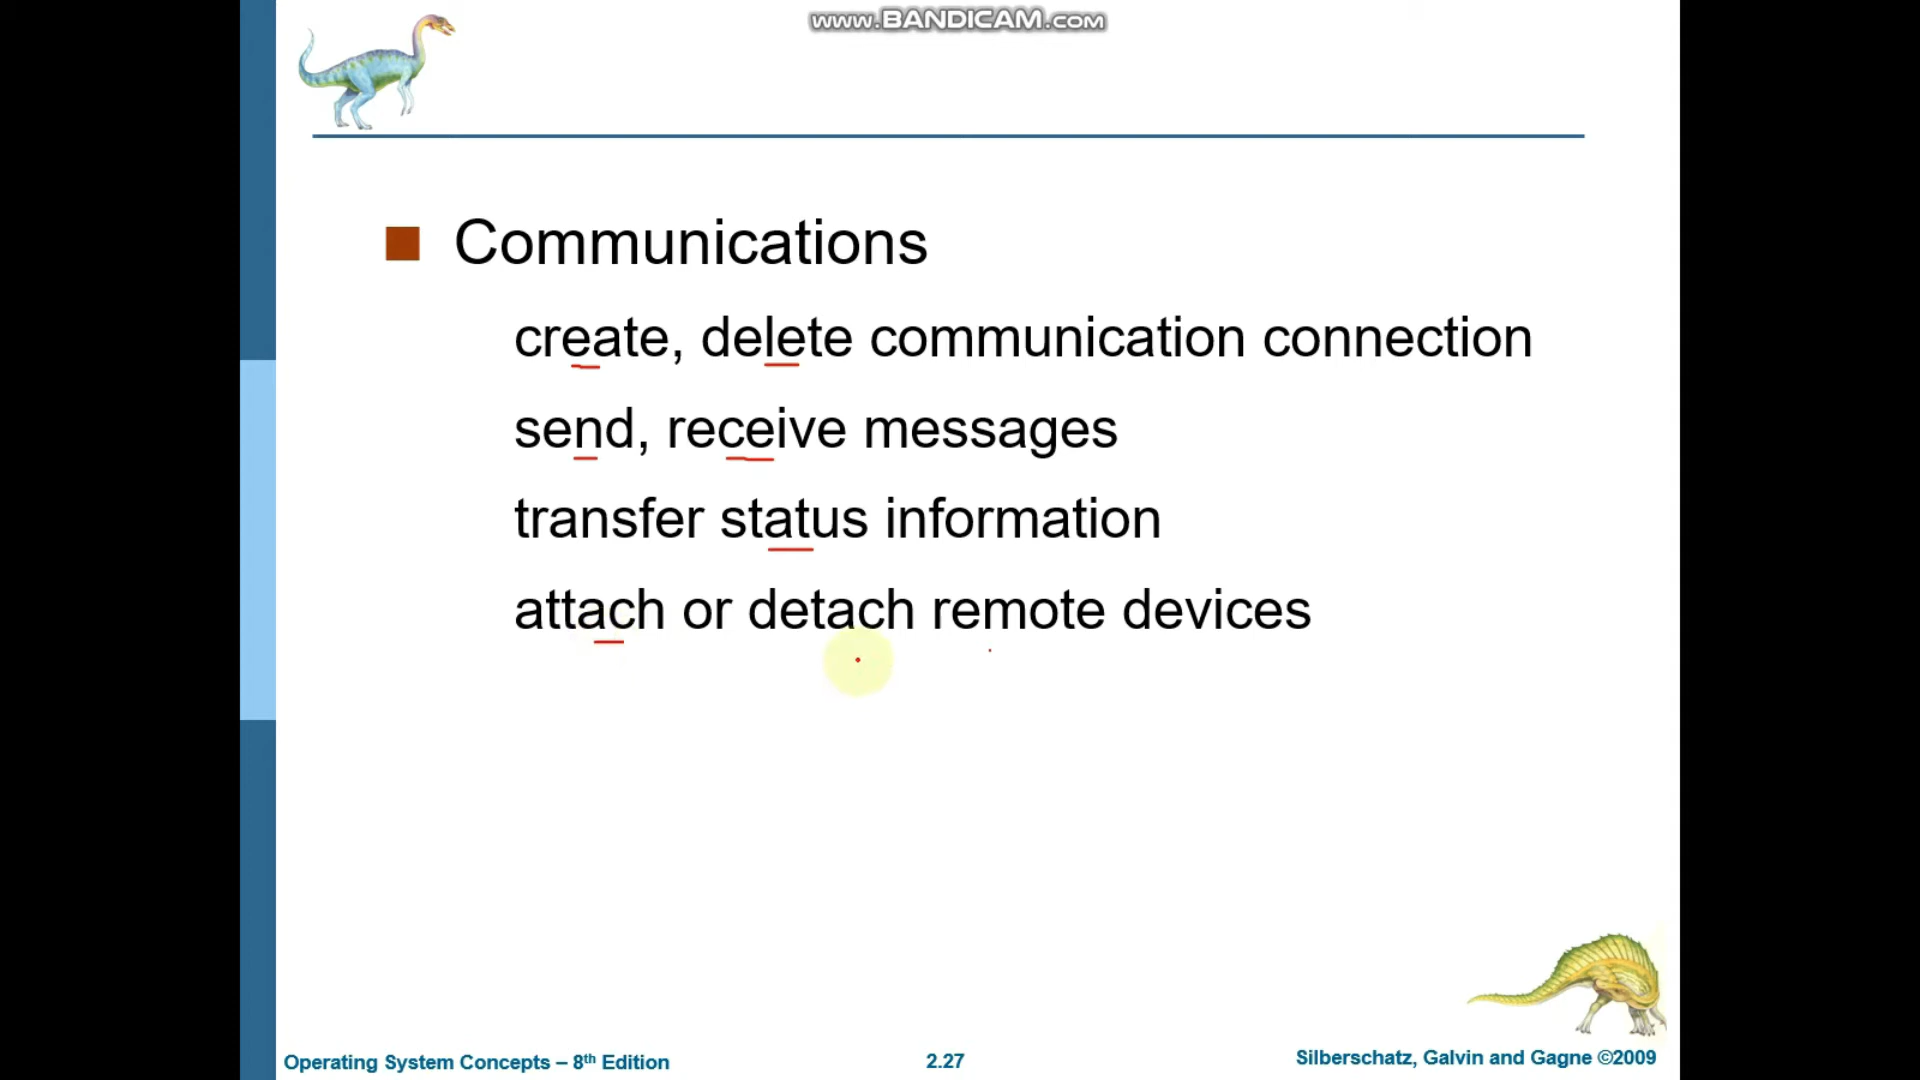 www.BANDICAM.com
Communications
create, delete communication connection
send, receive messages
transfer status information
attach or detach remote devices
Operating System Concepts – 8th Edition
2.27
Silberschatz, Galvin and Gagne ©2009